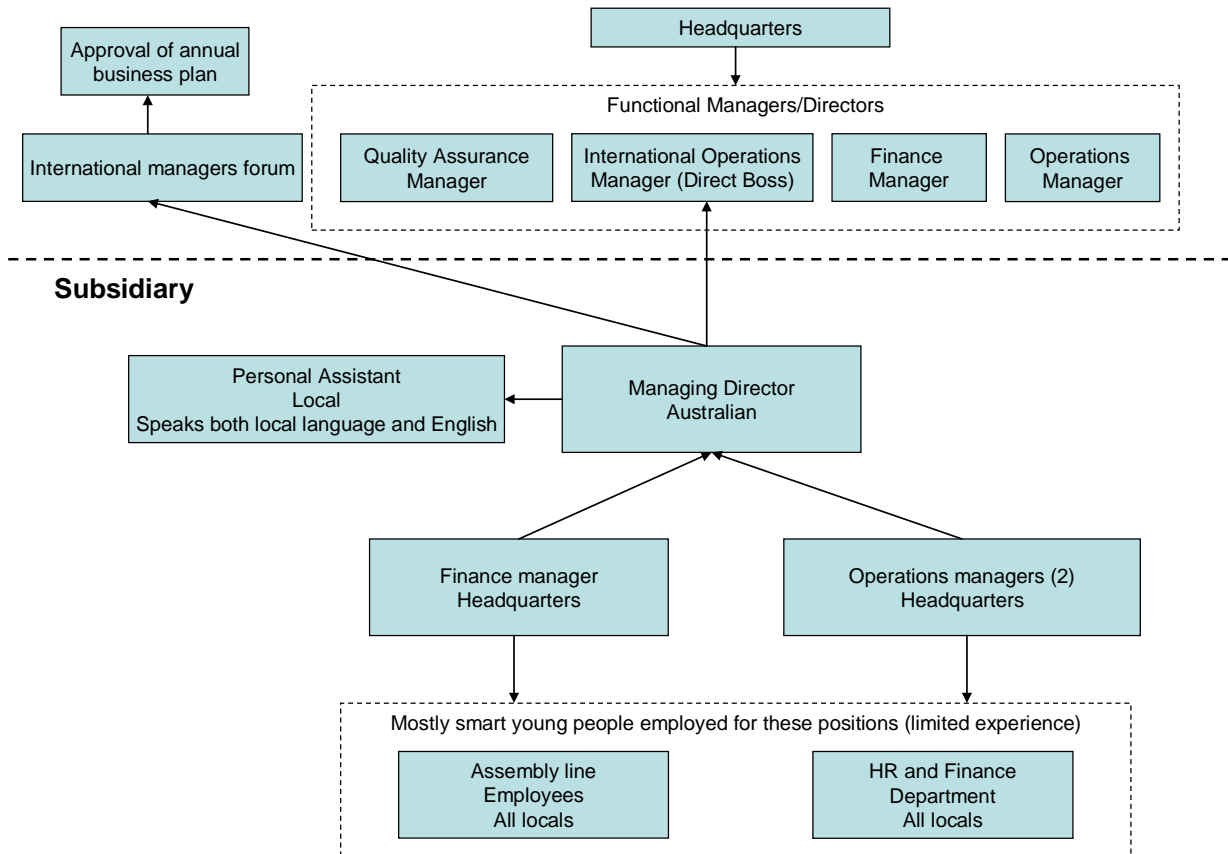 Headquarters
Approval of annual
business plan
Functional Managers/Directors
International managers forum
Quality Assurance
Manager
International Operations
Manager (Direct Boss)
Finance
Manager
Operations
Manager
Subsidiary
Personal Assistant
Local
Speaks both local language and English
Managing Director
Australian
Finance manager
Headquarters
Operations managers (2)
Headquarters
Mostly smart young people employed for these positions (limited experience)
Assembly line
Employees
All locals
HR and Finance
Department
All locals